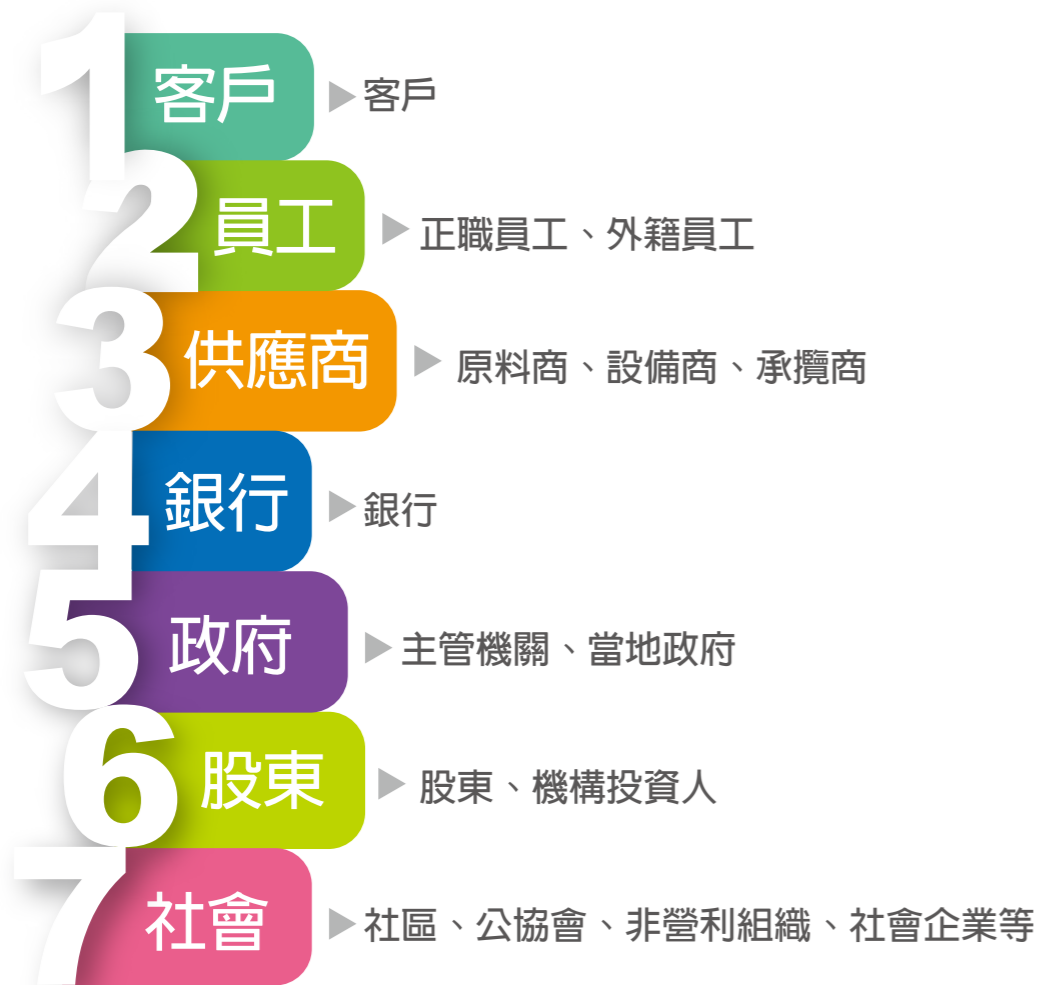 1 客戶 ▶客戶
2 員工 ▶正職員工、外籍員工
3 供應商 ▶原料商、設備商、承攬商
4 銀行 ▶銀行
5 政府 ▶主管機關、當地政府
6 股東 ▶股東、機構投資人
7 社會 ▶社區、公協會、非營利組織、社會企業等